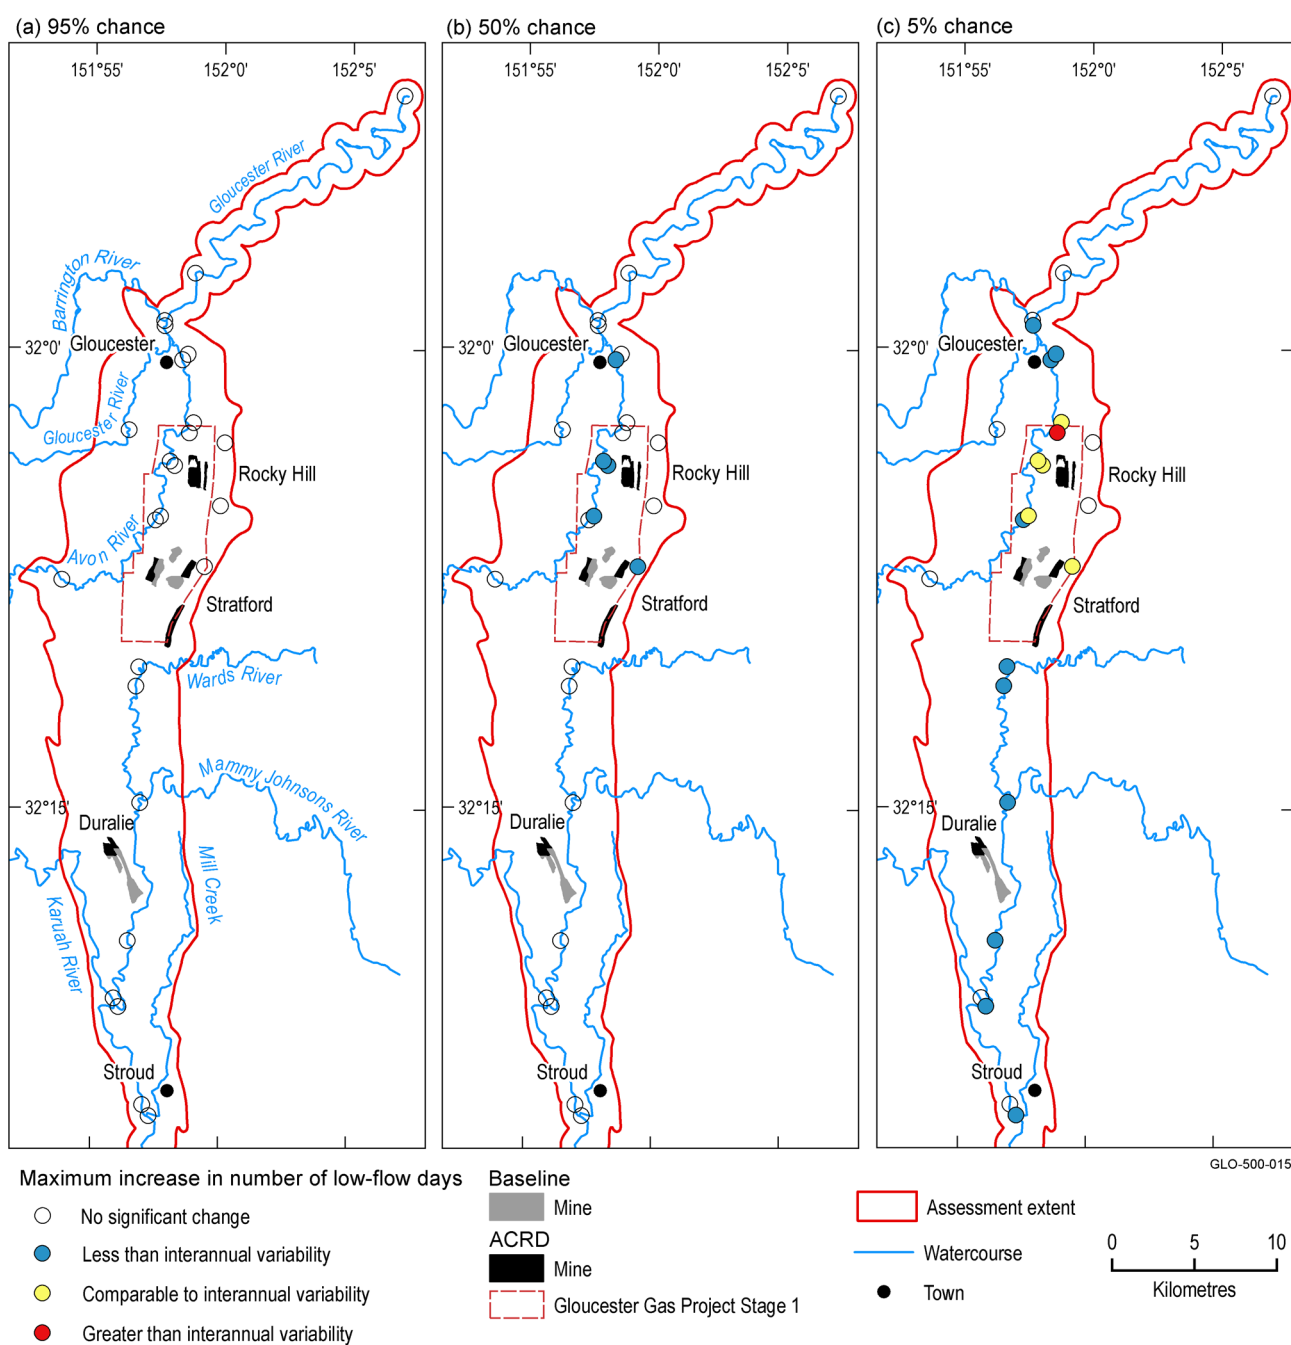 (a) 95% chance
(b) 50% chance
(c) 5% chance
151°55' 152°0' 152°5'
151°55' 152°0' 152°5'
151°55' 152°0' 152°5'
Gloucester River
Barrington River
32°0' Gloucester
32°0' Gloucester
Gloucester
Gloucester River
Rocky Hill
Rocky Hill
Rocky Hill
Avon River
Stratford
Stratford
Stratford
Wards River
Mammy Johnsons River
32°15'
32°15'
Duralie
Duralie
Duralie
Mill Creek
Karuah River
Stroud
Stroud
Stroud
GLO-500-015
Maximum increase in number of low-flow days
No significant change
Less than interannual variability
Comparable to interannual variability
Greater than interannual variability
Baseline
Mine
ACRD
Mine
Gloucester Gas Project Stage 1
Assessment extent
Watercourse
Town
0 5 10
Kilometres